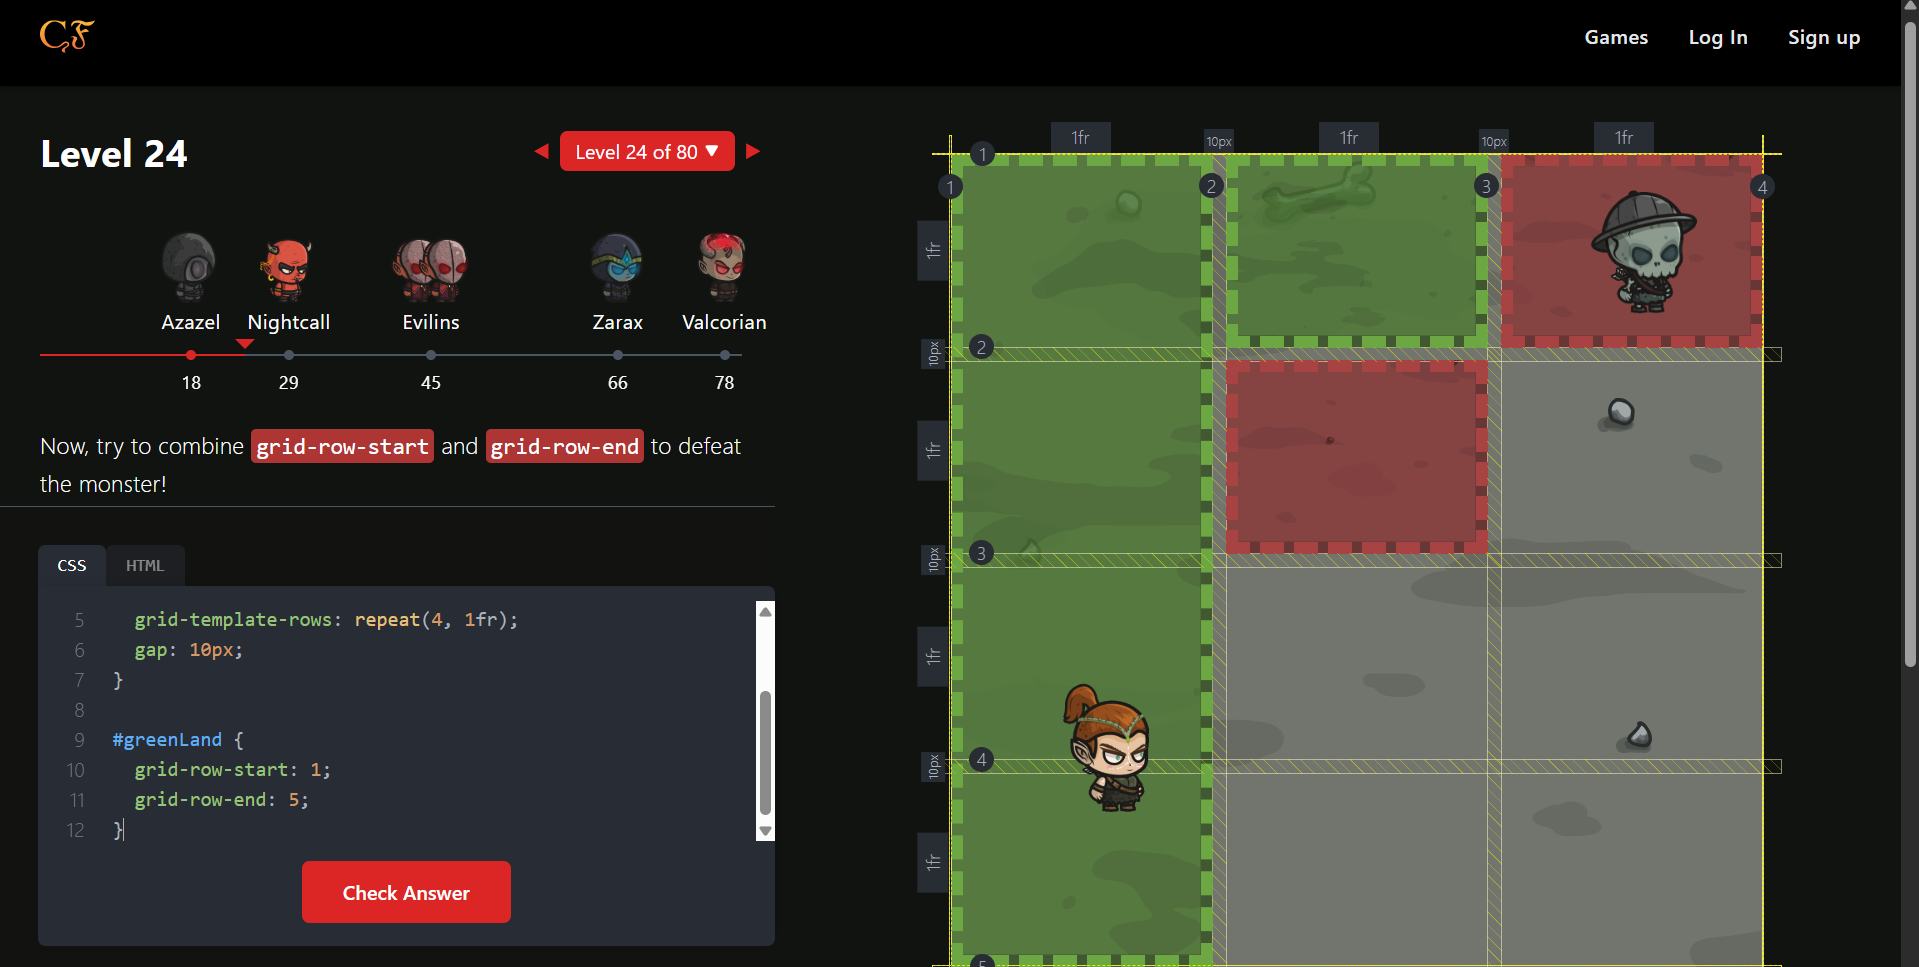 CF
Games Log In Sign up
Level 24
Level 24 of 80 ▼
Azazel Nightcall Evilins Zarax Valcorian
18 29 45 66 78
Now, try to combine grid-row-start and grid-row-end to defeat
the monster!
CSS HTML
5 grid-template-rows: repeat(4, 1fr);
6 gap: 10px;
7 }
8
9 #greenLand {
10 grid-row-start: 1;
11 grid-row-end: 5;
12 }
Check Answer
1fr 10px 1fr 10px 1fr
1
1 2 3 4
1fr
2
10px
1fr
3
10px
1fr
4
10px
1fr
5